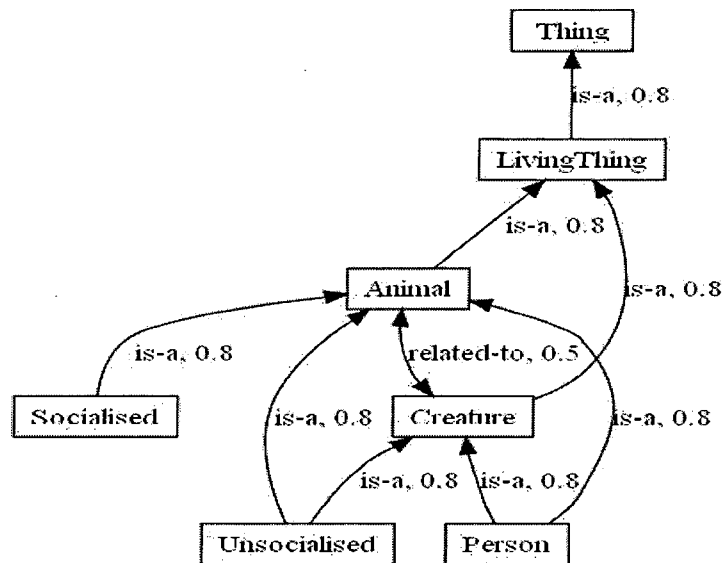 Thing
is-a, 0.8
LivingThing
is-a, 0.8
is-a, 0.8
Animal
is-a, 0.8
related-to, 0.5
Socialised
Creature
is-a, 0.8
is-a, 0.8
is-a, 0.8
is-a, 0.8
Unsocialised
Person